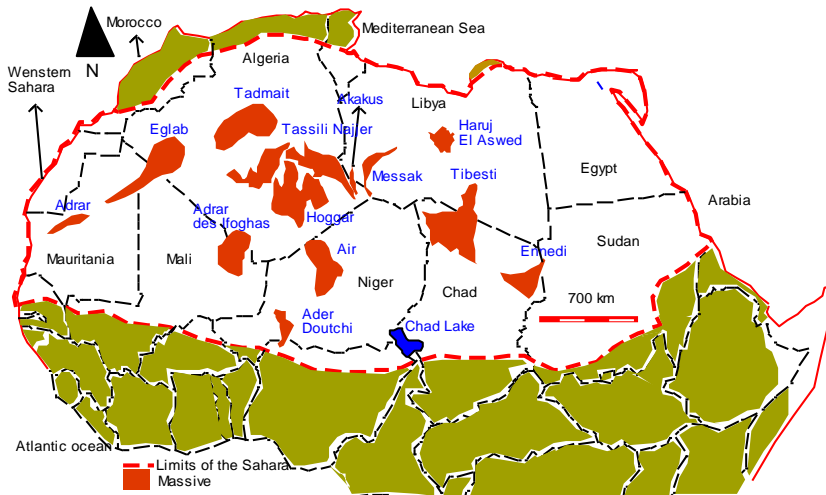 Morocco
Mediterranean Sea
N
Algeria
Wenstern
Sahara
Tadmait
Akakus
Libya
Eglab
Tassili Najjer
Haruj
El Aswed
Messak
Tibesti
Egypt
Adrar
Adrar
des Ifoghas
Hoggar
Arabia
Mauritania
Mali
Air
Niger
Chad
Ennedi
Sudan
700 km
Ader
Doutchi
Chad Lake
Atlantic ocean
Limits of the Sahara
Massive